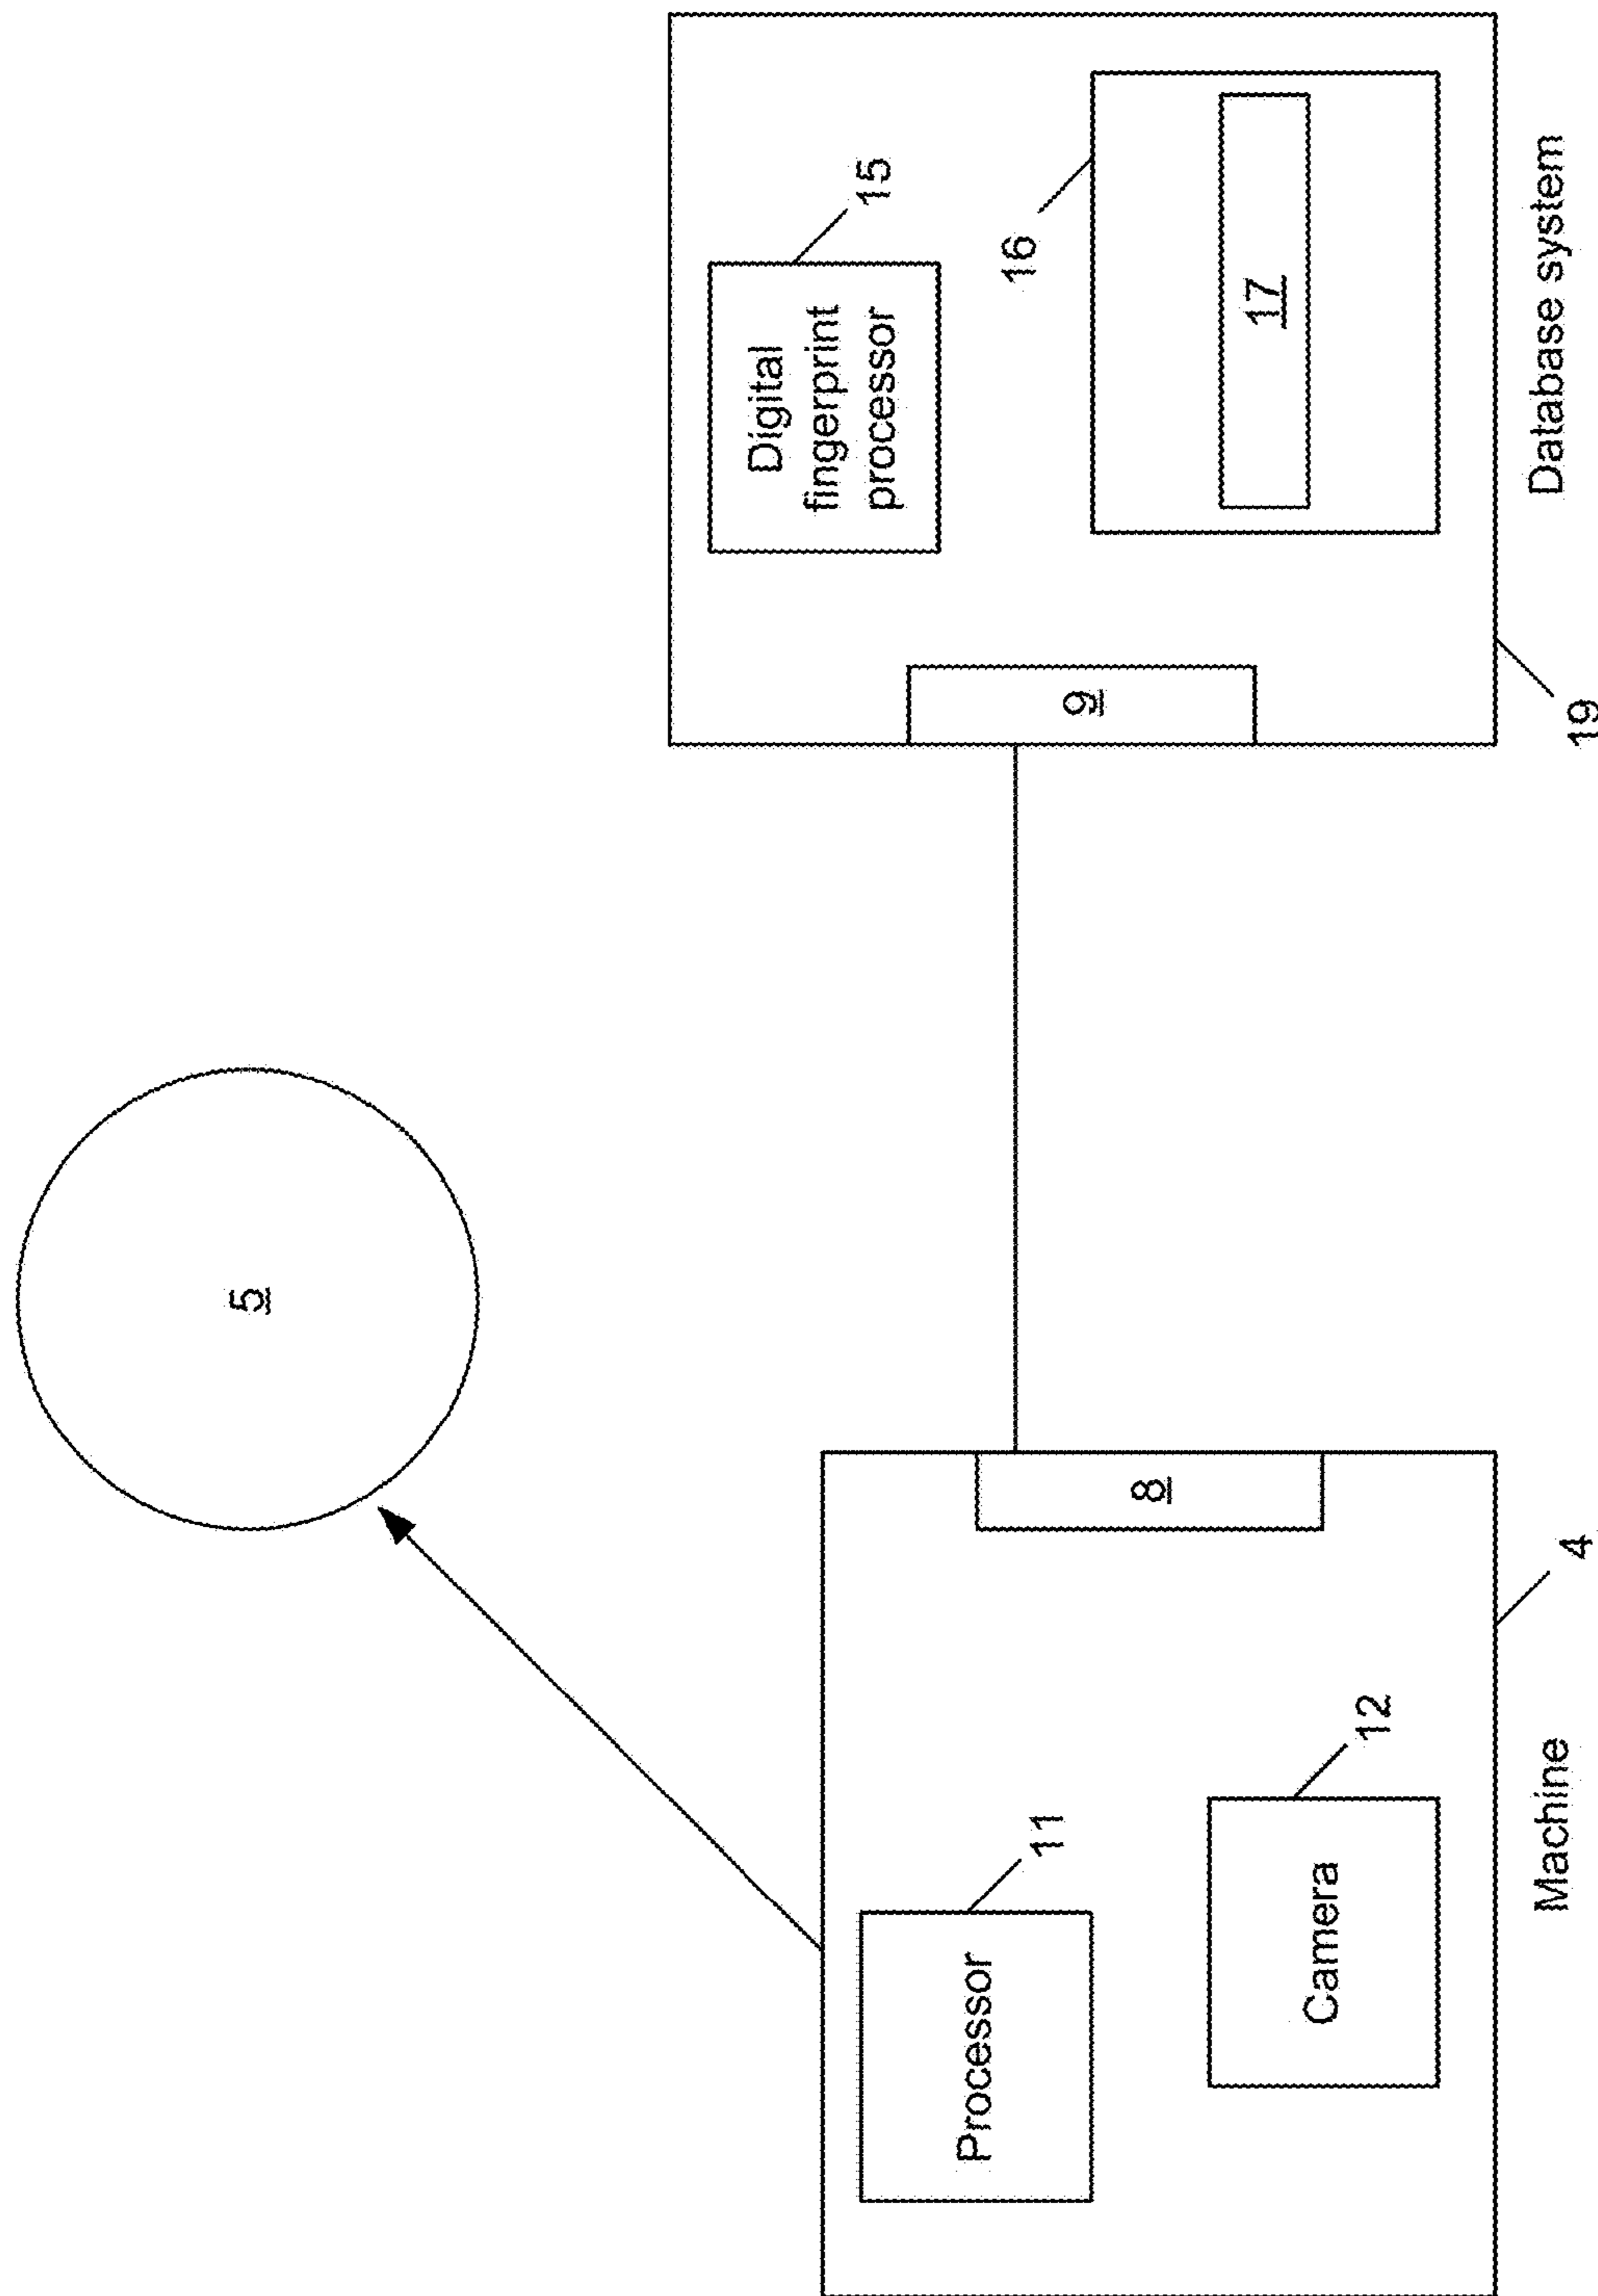 5
Processor
11
Camera
12
8
Machine
4
9
Digital
fingerprint
processor
15
16
17
Database system
19